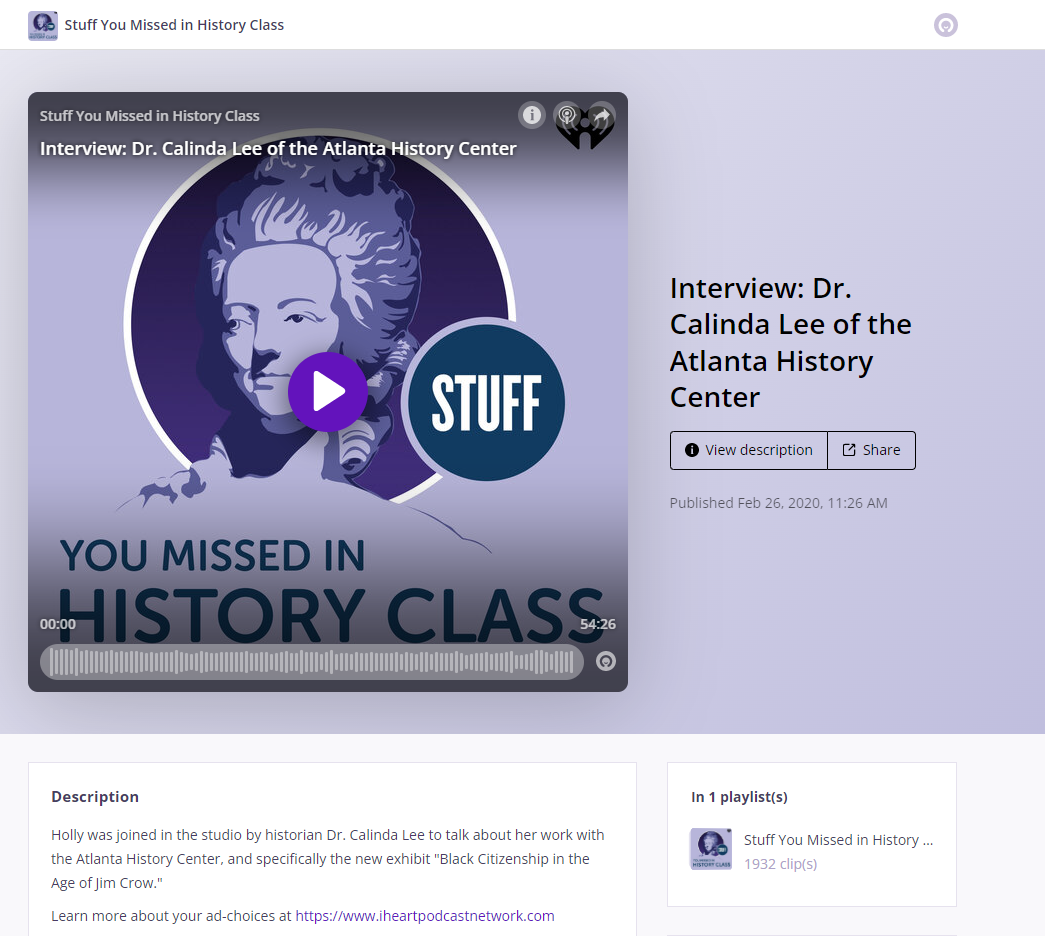 Stuff You Missed in History Class
Stuff You Missed in History Class
Interview: Dr. Calinda Lee of the Atlanta History Center
STUFF
YOU MISSED IN
HISTORY CLASS
00:00
54:26
Interview: Dr.
Calinda Lee of the
Atlanta History
Center
View description
Share
Published Feb 26, 2020, 11:26 AM
Description
Holly was joined in the studio by historian Dr. Calinda Lee to talk about her work with
the Atlanta History Center, and specifically the new exhibit "Black Citizenship in the
Age of Jim Crow."
Learn more about your ad-choices at https://www.iheartpodcastnetwork.com
In 1 playlist(s)
Stuff You Missed in History ...
1932 clip(s)